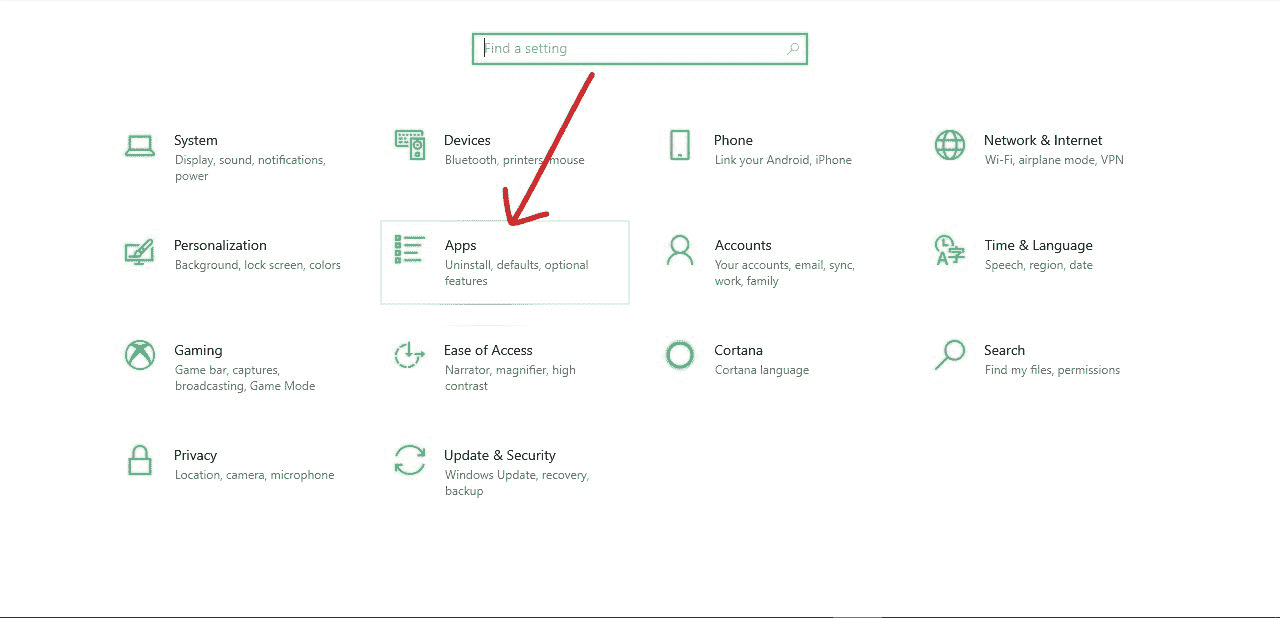 Find a setting
System
Display, sound, notifications,
power
Devices
Bluetooth, printers, mouse
Phone
Link your Android, iPhone
Network & Internet
Wi-Fi, airplane mode, VPN
Personalization
Background, lock screen, colors
Apps
Uninstall, defaults, optional
features
Accounts
Your accounts, email, sync,
work, family
Time & Language
Speech, region, date
Gaming
Game bar, captures,
broadcasting, Game Mode
Ease of Access
Narrator, magnifier, high
contrast
Cortana
Cortana language
Search
Find my files, permissions
Privacy
Location, camera, microphone
Update & Security
Windows Update, recovery,
backup